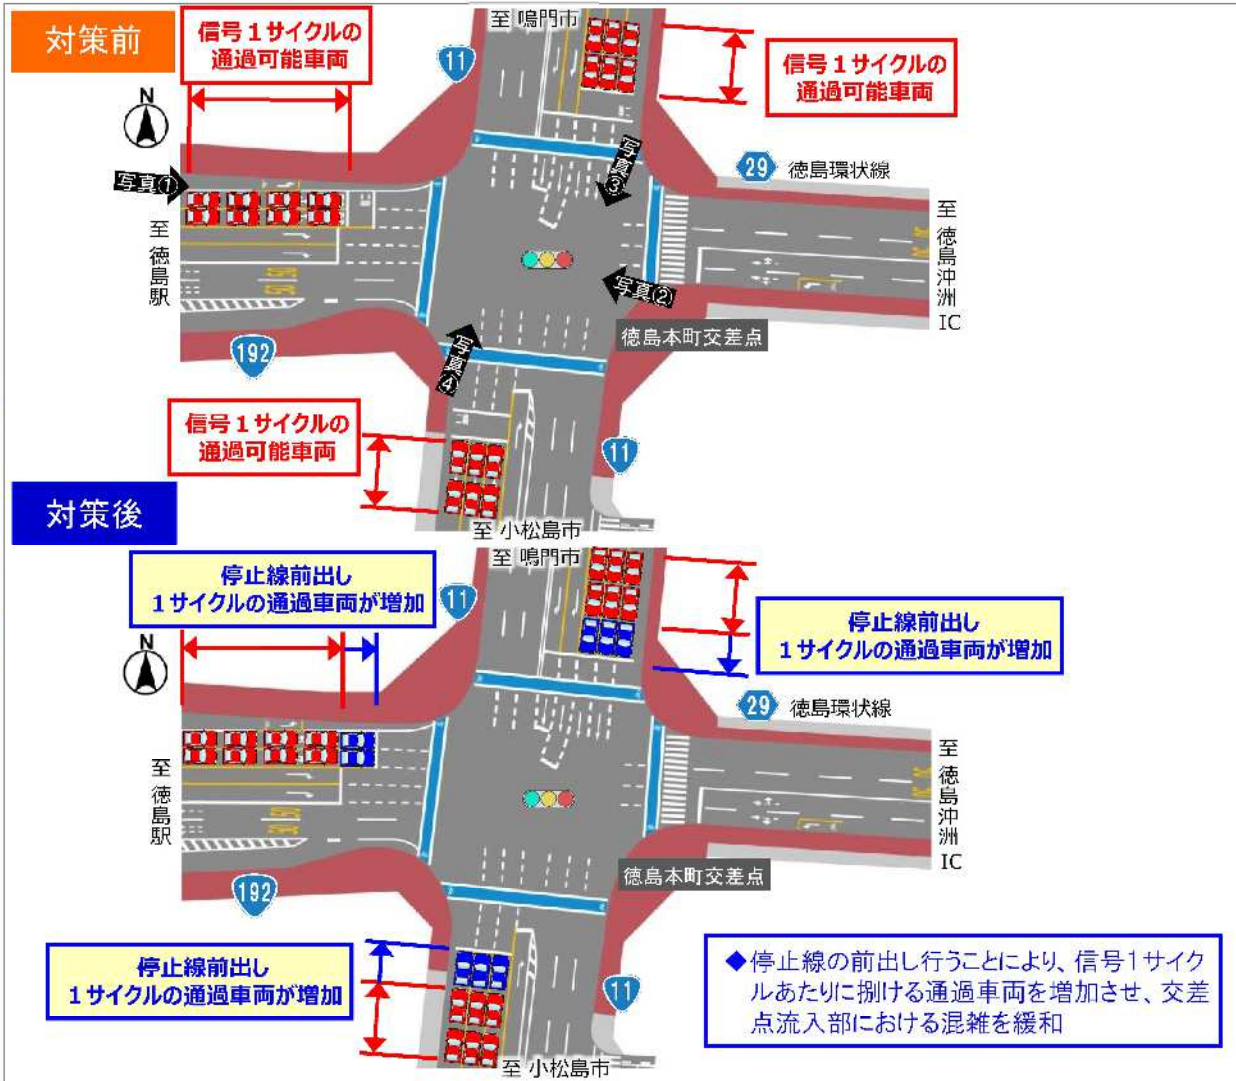 対策前
信号1サイクルの
通過可能車両
至 鳴門市
11
信号1サイクルの
通過可能車両
N
写真①
写真③
29 徳島環状線
至 徳島駅
至 徳島沖洲 IC
写真②
徳島本町交差点
192
写真④
信号1サイクルの
通過可能車両
11
至 小松島市
対策後
至 鳴門市
停止線前出し
1サイクルの通過車両が増加
11
停止線前出し
1サイクルの通過車両が増加
N
29 徳島環状線
至 徳島駅
至 徳島沖洲 IC
徳島本町交差点
192
停止線前出し
1サイクルの通過車両が増加
11
至 小松島市
◆停止線の前出し行うことにより、信号1サイク
ルあたりに捌ける通過車両を増加させ、交差
点流入部における混雑を緩和